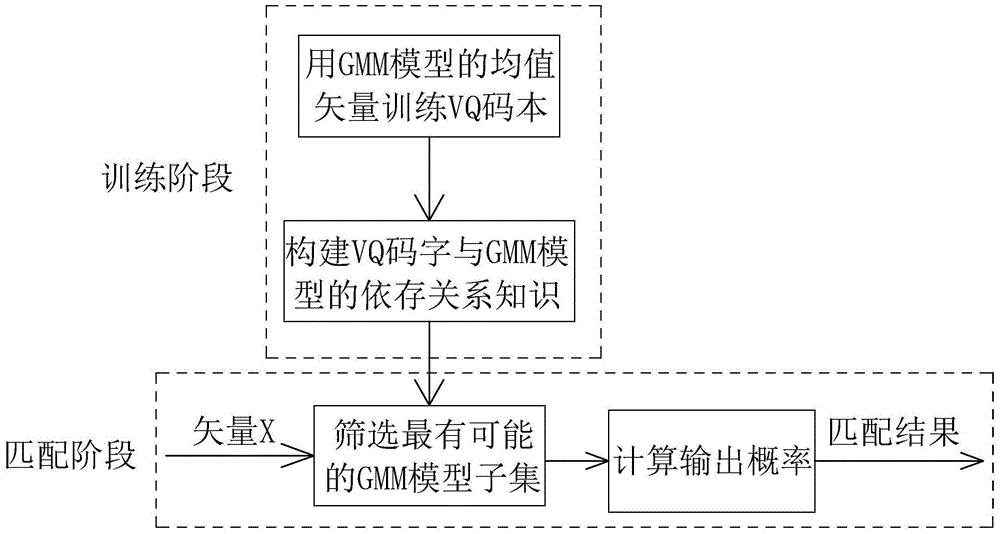 用GMM模型的均值
矢量训练VQ码本
训练阶段
构建VQ码字与GMM模
型的依存关系知识
匹配阶段
矢量X
筛选最有可能
的GMM模型子集
计算输出概率
匹配结果